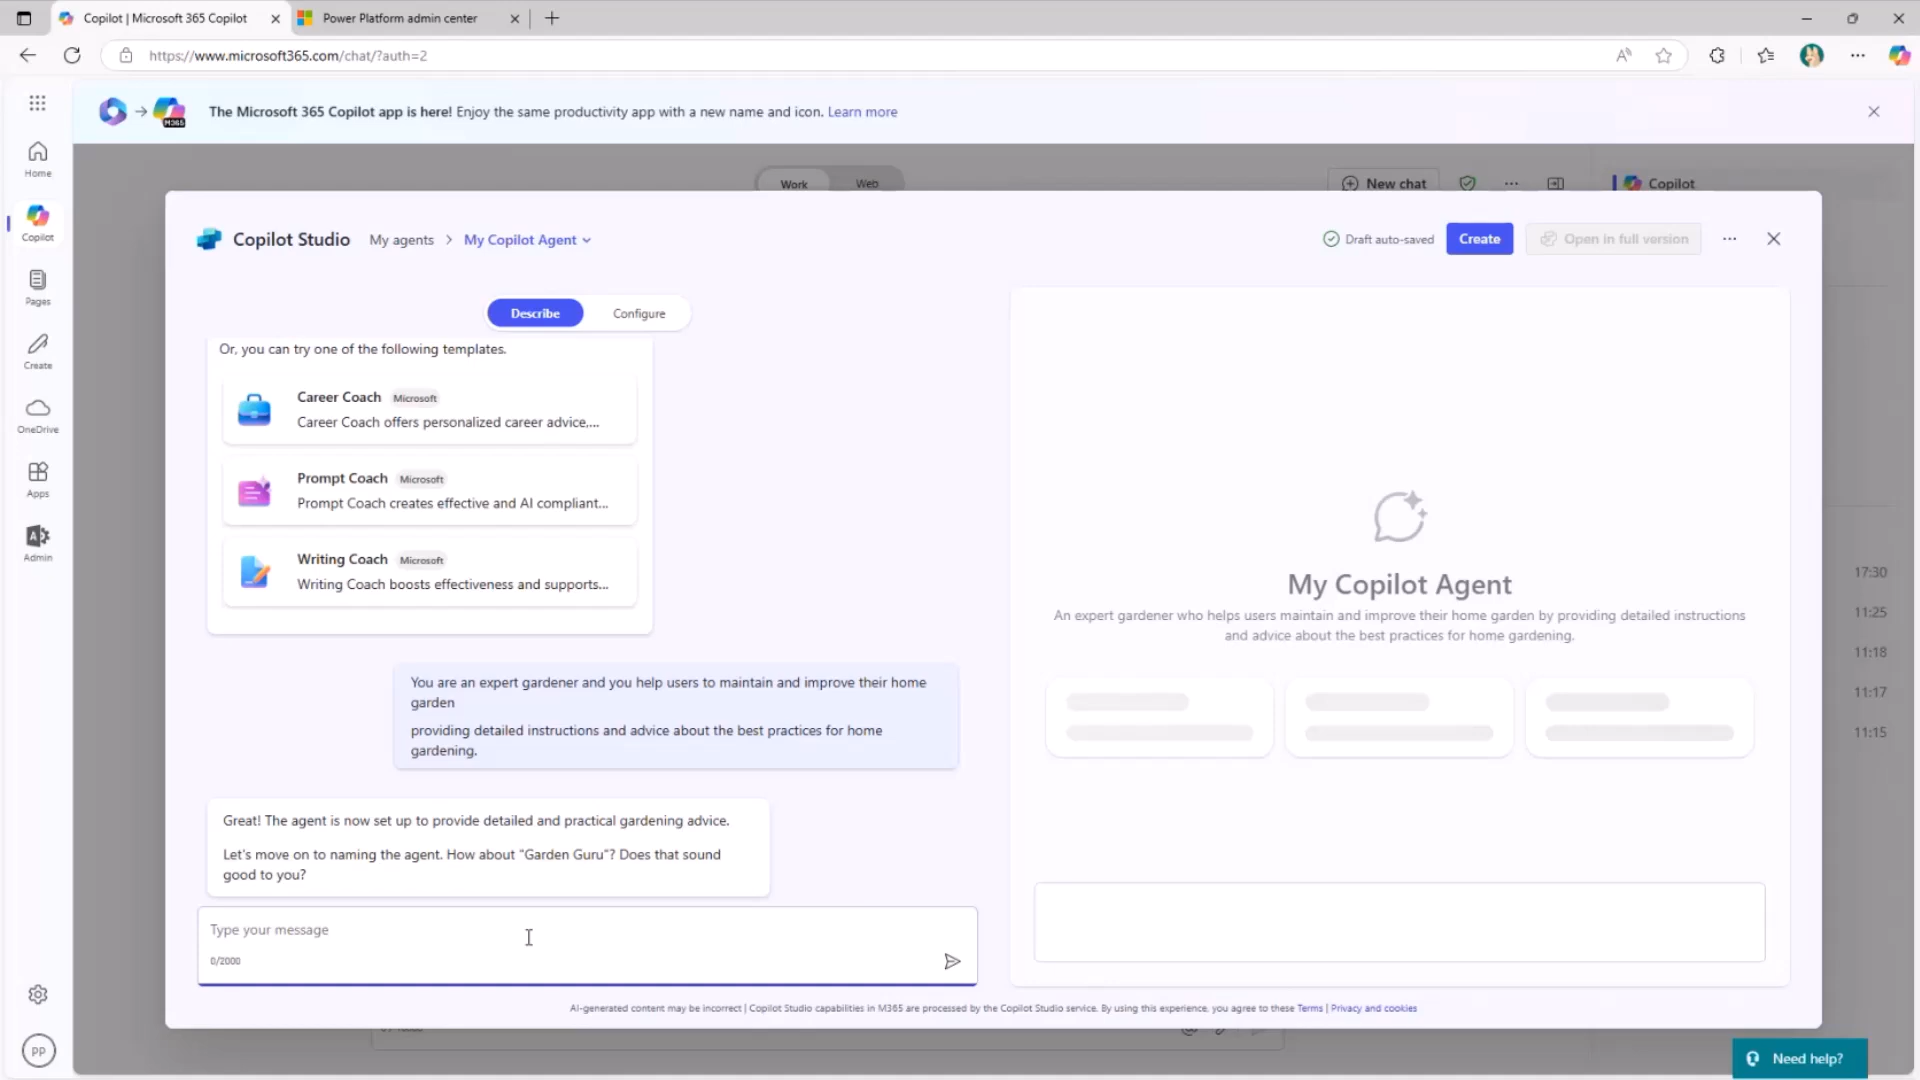 Copilot | Microsoft 365 Copilot
Power Platform admin center
https://www.microsoft365.com/chat/?auth=2
M365
The Microsoft 365 Copilot app is here! Enjoy the same productivity app with a new name and icon. Learn more
Home
Copilot
Pages
Create
OneDrive
Apps
Admin
PP
Work
Web
New chat
Copilot
Copilot Studio
My agents
My Copilot Agent
Draft auto-saved
Create
Open in full version
Describe
Configure
Or, you can try one of the following templates.
Career Coach Microsoft
Career Coach offers personalized career advice,...
Prompt Coach Microsoft
Prompt Coach creates effective and AI compliant...
Writing Coach Microsoft
Writing Coach boosts effectiveness and supports...
You are an expert gardener and you help users to maintain and improve their home
garden
providing detailed instructions and advice about the best practices for home
gardening.
Great! The agent is now set up to provide detailed and practical gardening advice.
Let's move on to naming the agent. How about "Garden Guru"? Does that sound
good to you?
Type your message
0/2000
My Copilot Agent
An expert gardener who helps users maintain and improve their home garden by providing detailed instructions
and advice about the best practices for home gardening.
17:30
11:25
11:18
11:17
11:15
AI-generated content may be incorrect | Copilot Studio capabilities in M365 are processed by the Copilot Studio service. By using this experience, you agree to these Terms | Privacy and cookies
Need help?